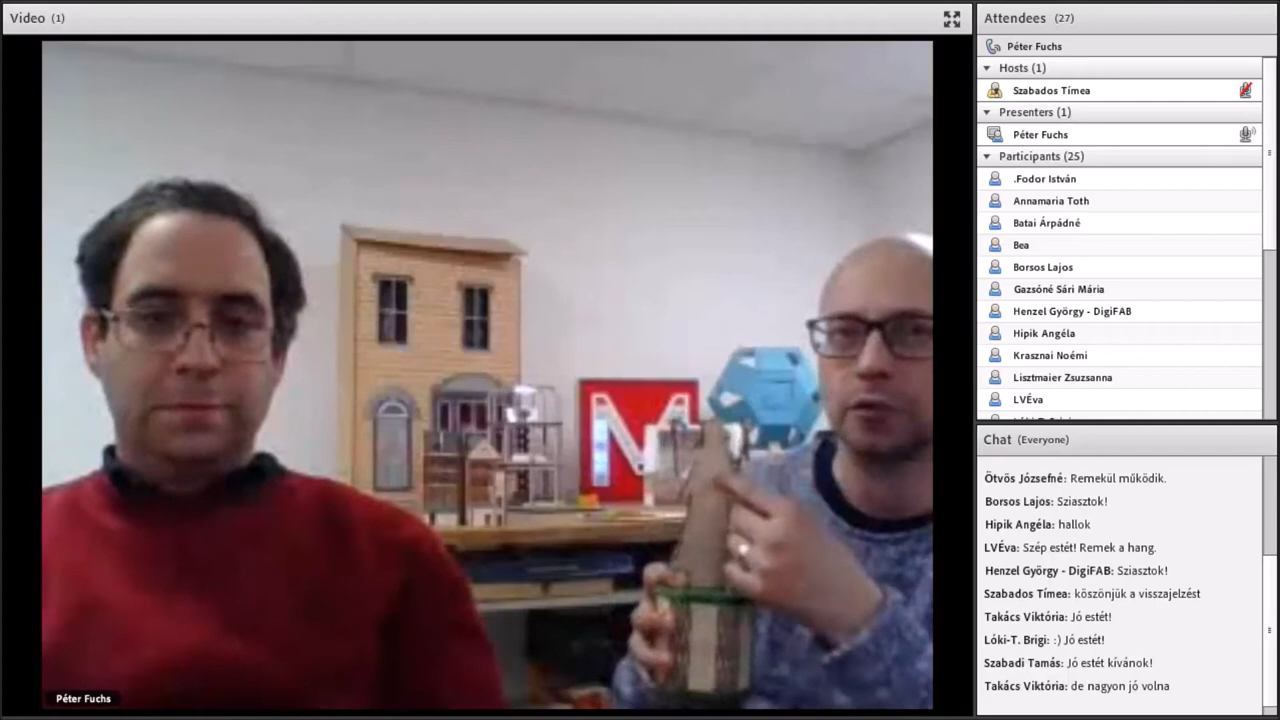 Video (1)
M
Péter Fuchs
Attendees (27)
Péter Fuchs
Hosts (1)
Szabados Tímea
Presenters (1)
Péter Fuchs
Participants (25)
.Fodor István
Annamaria Toth
Batai Árpádné
Bea
Borsos Lajos
Gazsóné Sári Mária
Henzel György - DigiFAB
Hipik Angéla
Krasznai Noémi
Lisztmaier Zsuzsanna
LVÉva
Chat (Everyone)
Ötvös Józsefné: Remekül működik.
Borsos Lajos: Sziasztok!
Hipik Angéla: hallok
LVÉva: Szép estét! Remek a hang.
Henzel György - DigiFAB: Sziasztok!
Szabados Tímea: köszönjük a visszajelzést
Takács Viktória: Jó estét!
Lóki-T. Brigi: :) Jó estét!
Szabadi Tamás: Jó estét kívánok!
Takács Viktória: de nagyon jó volna